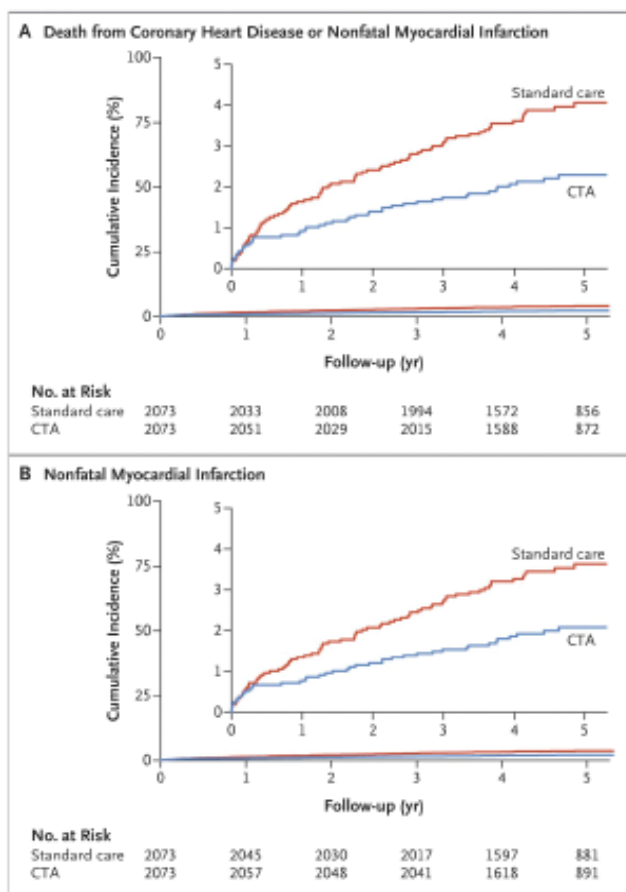 A Death from Coronary Heart Disease or Nonfatal Myocardial Infarction
Cumulative Incidence (%)
100
75
50
25
0
5
4
3
2
1
0
Standard care
CTA
0 1 2 3 4 5
0 1 2 3 4 5
Follow-up (yr)
No. at Risk
Standard care 2073 2033 2008 1994 1572 856
CTA 2073 2051 2029 2015 1588 872
B Nonfatal Myocardial Infarction
Cumulative Incidence (%)
100
75
50
25
0
5
4
3
2
1
0
Standard care
CTA
0 1 2 3 4 5
0 1 2 3 4 5
Follow-up (yr)
No. at Risk
Standard care 2073 2045 2030 2017 1597 881
CTA 2073 2057 2048 2041 1618 891